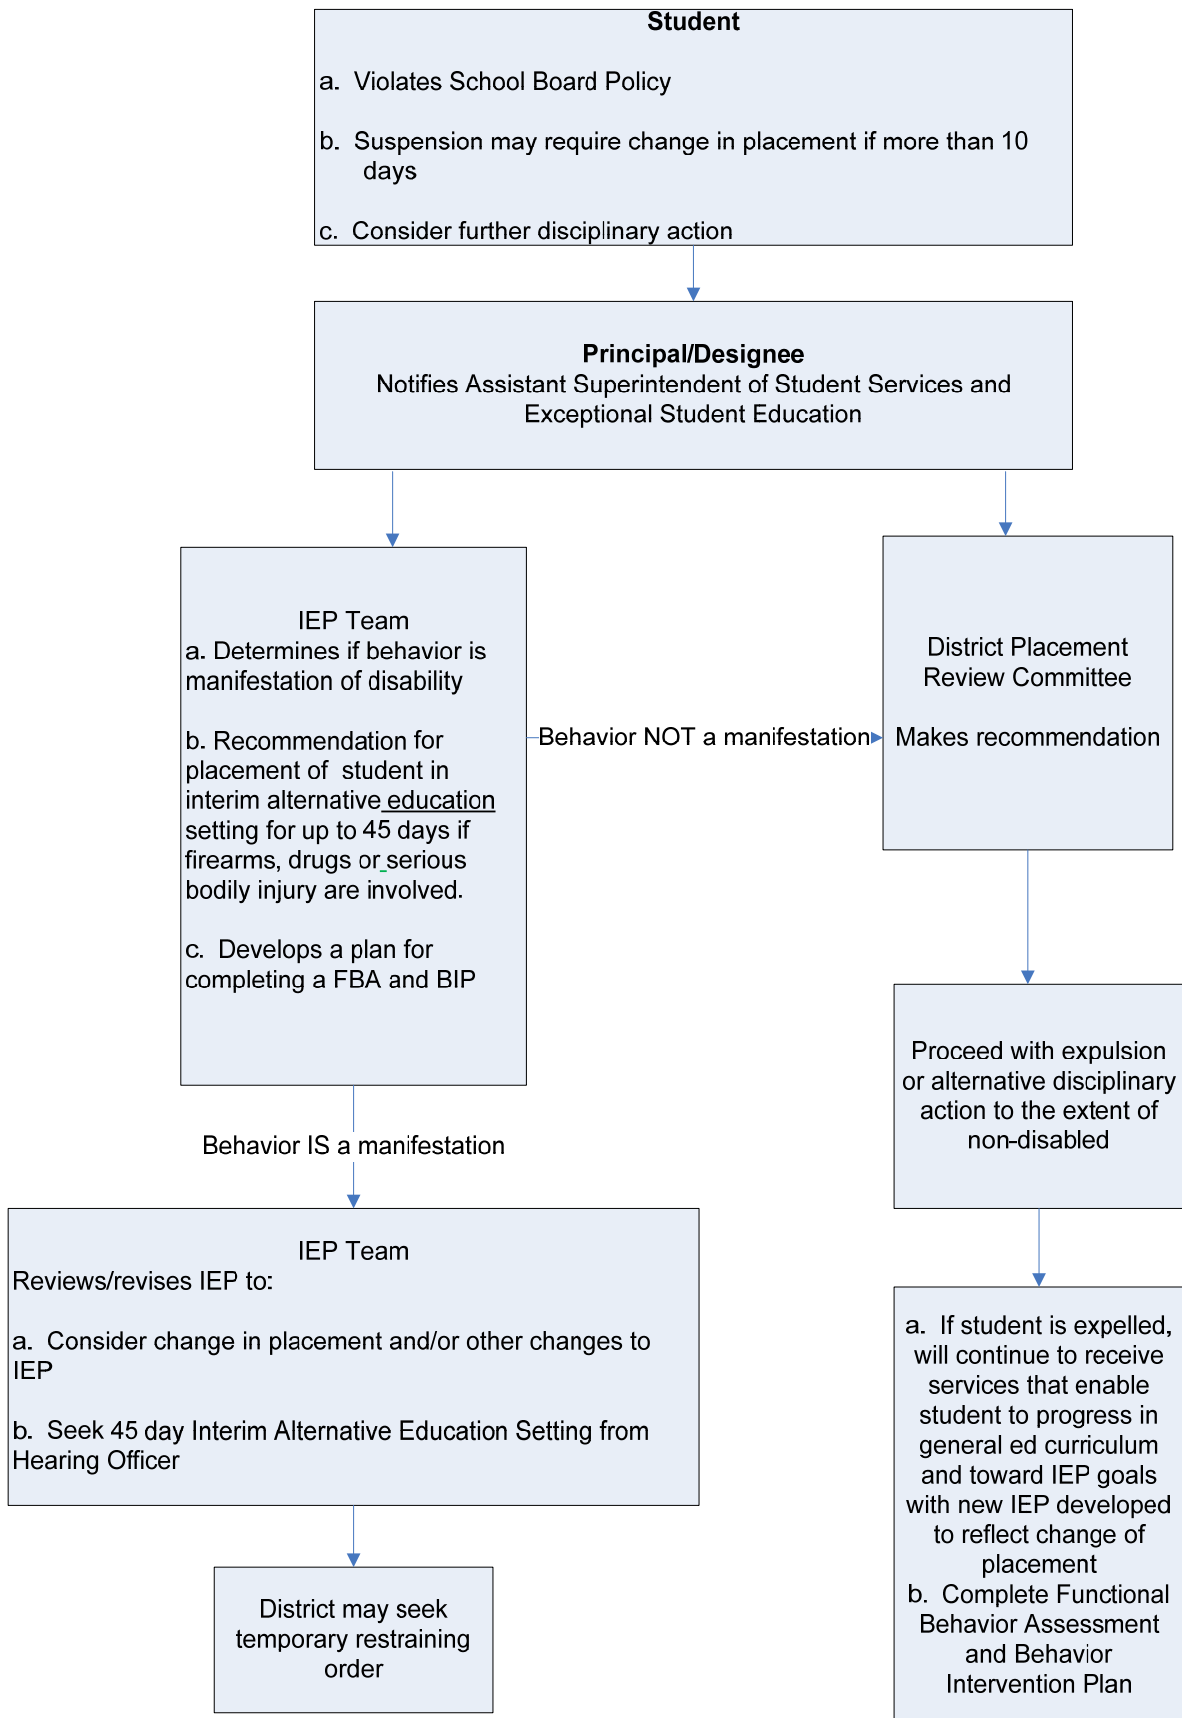 Student
a. Violates School Board Policy
b. Suspension may require change in placement if more than 10
days
c. Consider further disciplinary action
Principal/Designee
Notifies Assistant Superintendent of Student Services and
Exceptional Student Education
IEP Team
a. Determines if behavior is
manifestation of disability
b. Recommendation for
placement of student in
interim alternative education
setting for up to 45 days if
firearms, drugs or serious
bodily injury are involved.
c. Develops a plan for
completing a FBA and BIP
Behavior NOT a manifestation
District Placement
Review Committee
Makes recommendation
Proceed with expulsion
or alternative disciplinary
action to the extent of
non-disabled
Behavior IS a manifestation
IEP Team
Reviews/revises IEP to:
a. Consider change in placement and/or other changes to
IEP
b. Seek 45 day Interim Alternative Education Setting from
Hearing Officer
District may seek
temporary restraining
order
a. If student is expelled,
will continue to receive
services that enable
student to progress in
general ed curriculum
and toward IEP goals
with new IEP developed
to reflect change of
placement
b. Complete Functional
Behavior Assessment
and Behavior
Intervention Plan